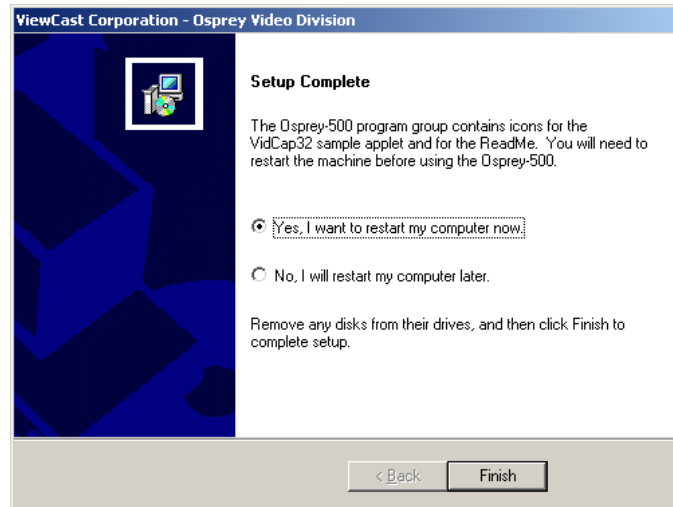 ViewCast Corporation - Osprey Video Division
Setup Complete
The Osprey-500 program group contains icons for the
VidCap32 sample applet and for the ReadMe.  You will need to
restart the machine before using the Osprey-500.
Yes, I want to restart my computer now.
No, I will restart my computer later.
Remove any disks from their drives, and then click Finish to
complete setup.
< Back
Finish